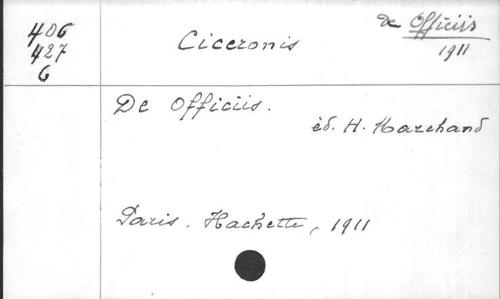 406
427
6
Ciceronis
De Officiis
1911
De Officiis.
éd. H. Marchand
Paris. Hachette, 1911